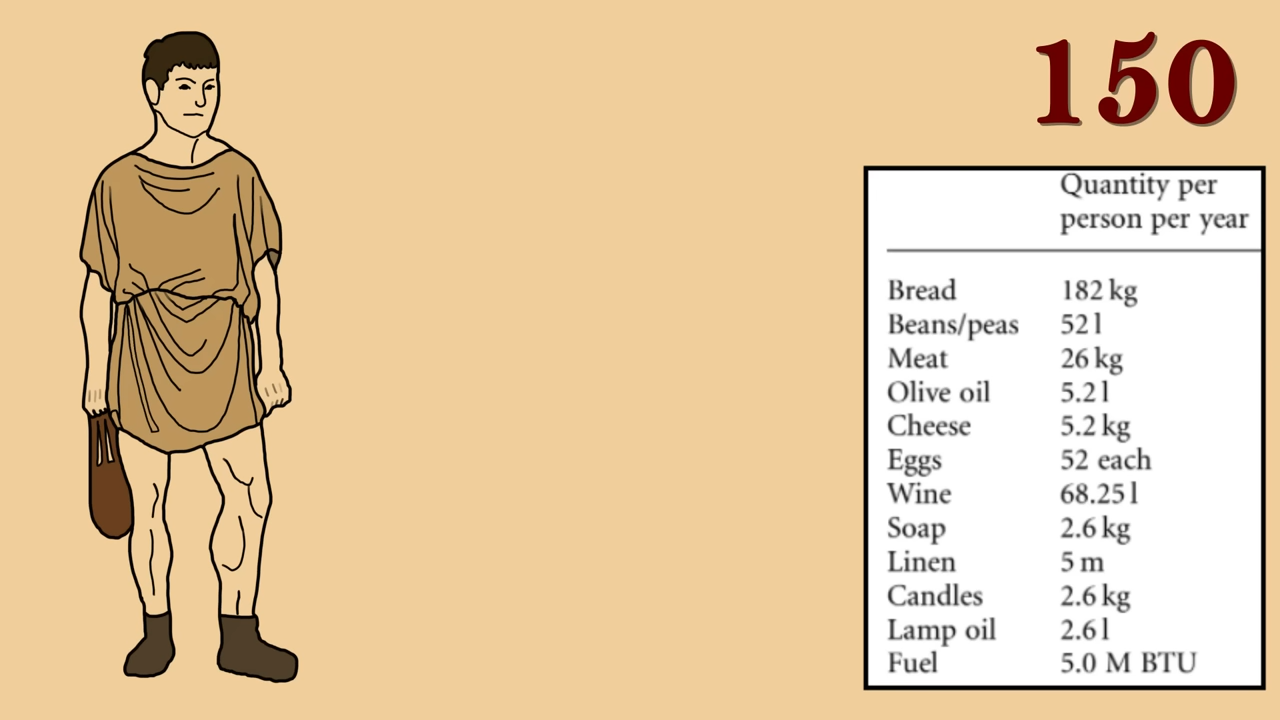 150
Quantity per
person per year
Bread 182 kg
Beans/peas 52 l
Meat 26 kg
Olive oil 5.2 l
Cheese 5.2 kg
Eggs 52 each
Wine 68.25 l
Soap 2.6 kg
Linen 5 m
Candles 2.6 kg
Lamp oil 2.6 l
Fuel 5.0 M BTU